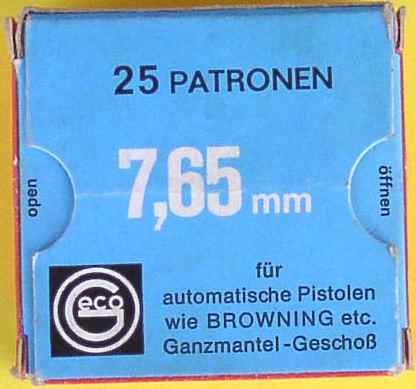 25 PATRONEN
7,65 mm
open
öffnen
für
automatische Pistolen
wie BROWNING etc.
Ganzmantel-Geschoß
Geco